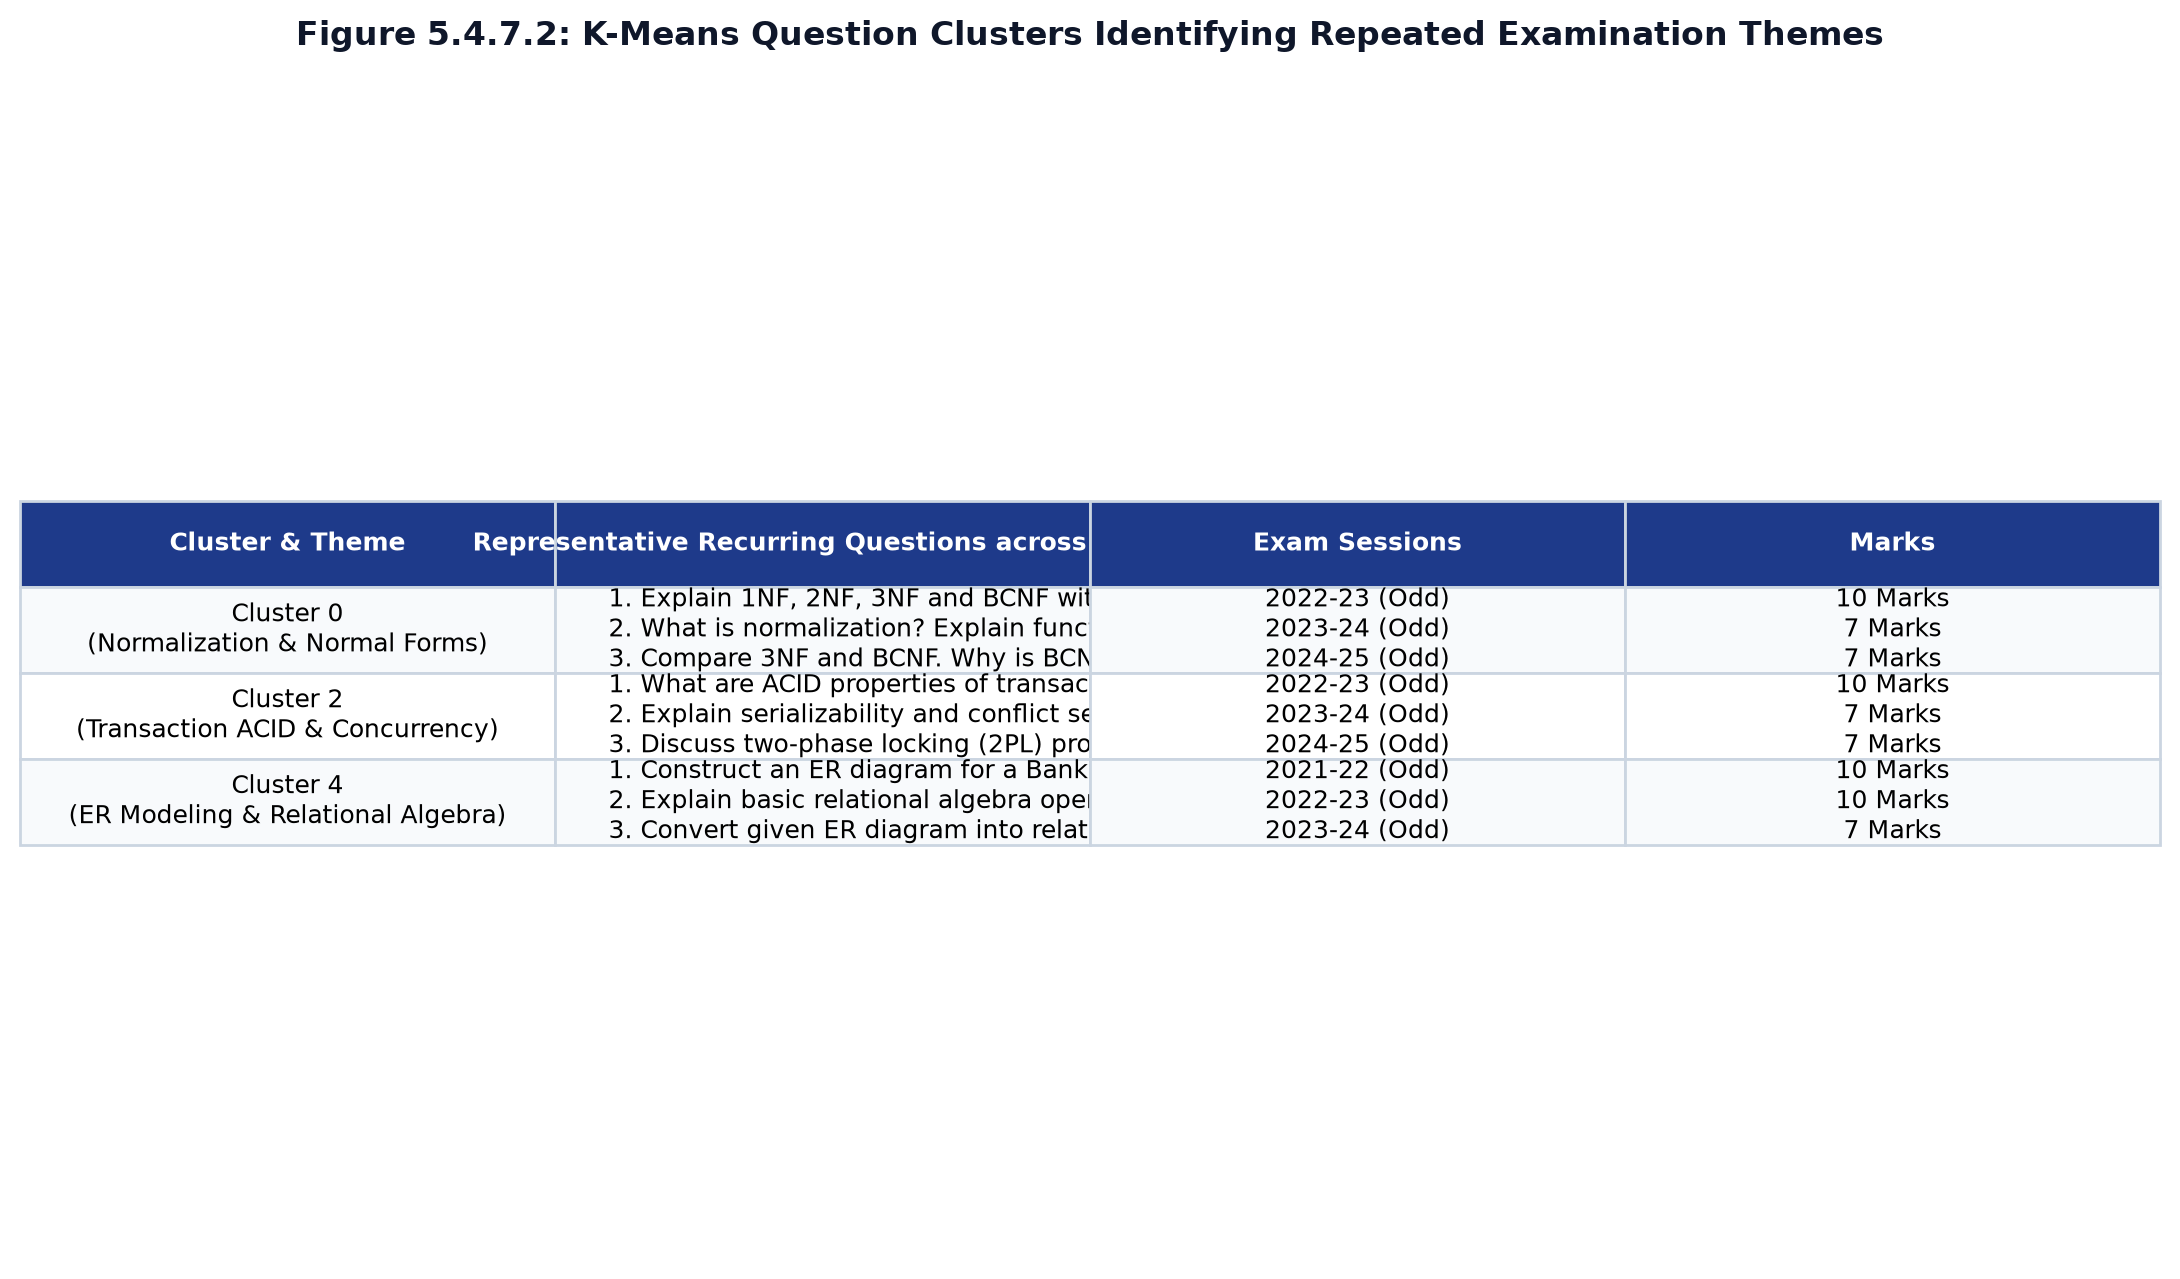 Figure 5.4.7.2: K-Means Question Clusters Identifying Repeated Examination Themes
Cluster & Theme
Representative Recurring Questions across
Exam Sessions
Marks
Cluster 0
(Normalization & Normal Forms)
1. Explain 1NF, 2NF, 3NF and BCNF wit
2. What is normalization? Explain func
3. Compare 3NF and BCNF. Why is BCN
2022-23 (Odd)
2023-24 (Odd)
2024-25 (Odd)
10 Marks
7 Marks
7 Marks
Cluster 2
(Transaction ACID & Concurrency)
1. What are ACID properties of transac
2. Explain serializability and conflict se
3. Discuss two-phase locking (2PL) pro
2022-23 (Odd)
2023-24 (Odd)
2024-25 (Odd)
10 Marks
7 Marks
7 Marks
Cluster 4
(ER Modeling & Relational Algebra)
1. Construct an ER diagram for a Bank
2. Explain basic relational algebra oper
3. Convert given ER diagram into relat
2021-22 (Odd)
2022-23 (Odd)
2023-24 (Odd)
10 Marks
10 Marks
7 Marks